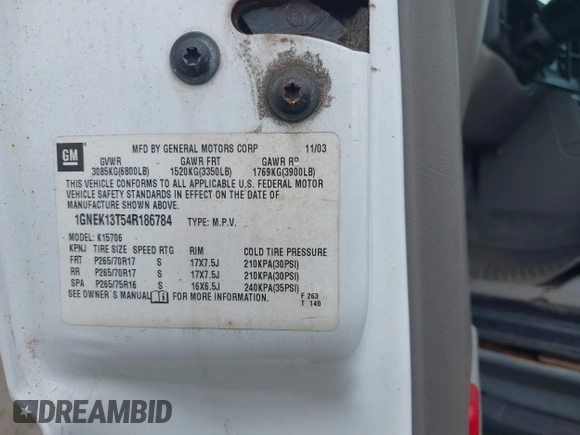 GM
MFD BY GENERAL MOTORS CORP 11/03
GVWR GAWR FRT GAWR RR
3085KG(6800LB) 1520KG(3350LB) 1769KG(3900LB)
THIS VEHICLE CONFORMS TO ALL APPLICABLE U.S. FEDERAL MOTOR
VEHICLE SAFETY STANDARDS IN EFFECT ON THE DATE OF
MANUFACTURE SHOWN ABOVE.
1GNEK13T54R186784 TYPE: M.P.V.
MODEL: K15706
KPNJ TIRE SIZE SPEED RTG RIM COLD TIRE PRESSURE
FRT P265/70R17 S 17X7.5J 210KPA(30PSI)
RR P265/70R17 S 17X7.5J 210KPA(30PSI)
SPA P265/75R16 S 16X6.5J 240KPA(35PSI)
SEE OWNER'S MANUAL FOR MORE INFORMATION.
F 263
T 140
DREAMBID